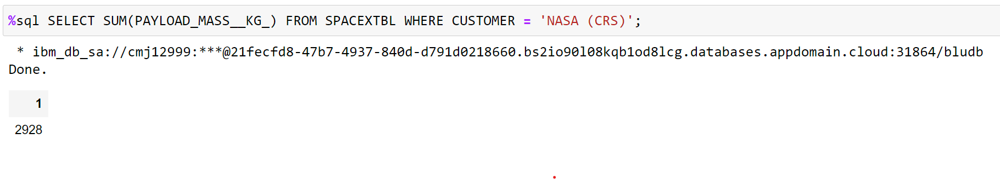 %sql SELECT SUM(PAYLOAD_MASS__KG_) FROM SPACEXTBL WHERE CUSTOMER = 'NASA (CRS)';
* ibm_db_sa://cmj12999:***@21fecfd8-47b7-4937-840d-d791d0218660.bs2io90l08kqb1od8lcg.databases.appdomain.cloud:31864/bludb
Done.
1
2928